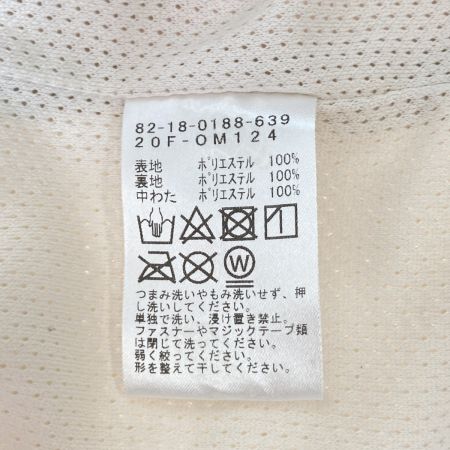 82-18-0188-639
20F-OM124
表地 ポリエステル 100%
裏地 ポリエステル 100%
中わた ポリエステル 100%
W
つまみ洗いやもみ洗いせず、押
し洗いしてください。
単独で洗い、浸け置き禁止。
ファスナーやマジックテープ類
は閉じて洗ってください。
弱く絞ってください。
形を整えて干してください。